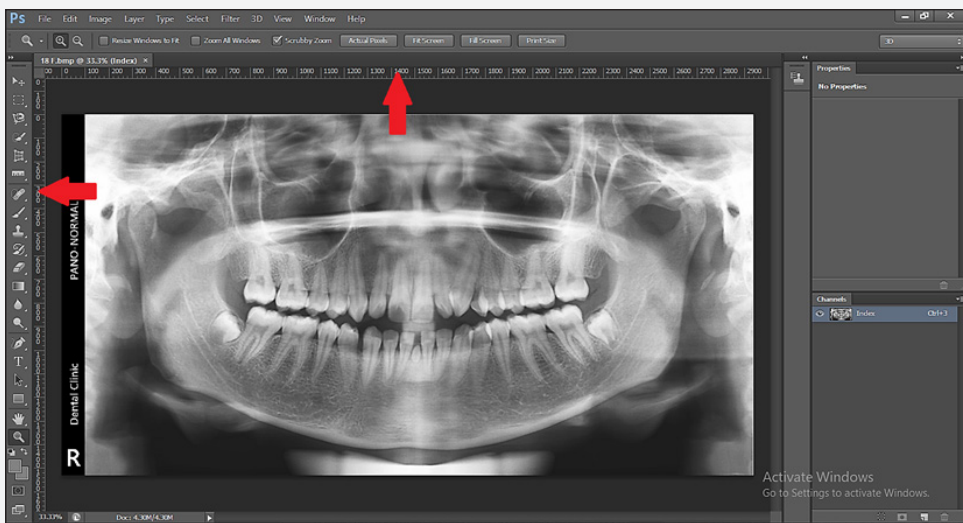 Ps File Edit Image Layer Type Select Filter 3D View Window Help
Resize Windows to Fit Zoom All Windows Scrubby Zoom Actual Pixels Fit Screen Fill Screen Print Size 3D
18 F.bmp @ 33.3% (Index) ×
0 100 200 300 400 500 600 700 800 900 1000 1100 1200 1300 1400 1500 1600 1700 1800 1900 2000 2100 2200 2300 2400 2500 2600 2700 2800 2900
Properties
No Properties
PANO-NORMAL
Dental Clinic
R
Channels
Index Ctrl+3
Activate Windows
Go to Settings to activate Windows.
33.33% Doc: 4.30M/4.30M